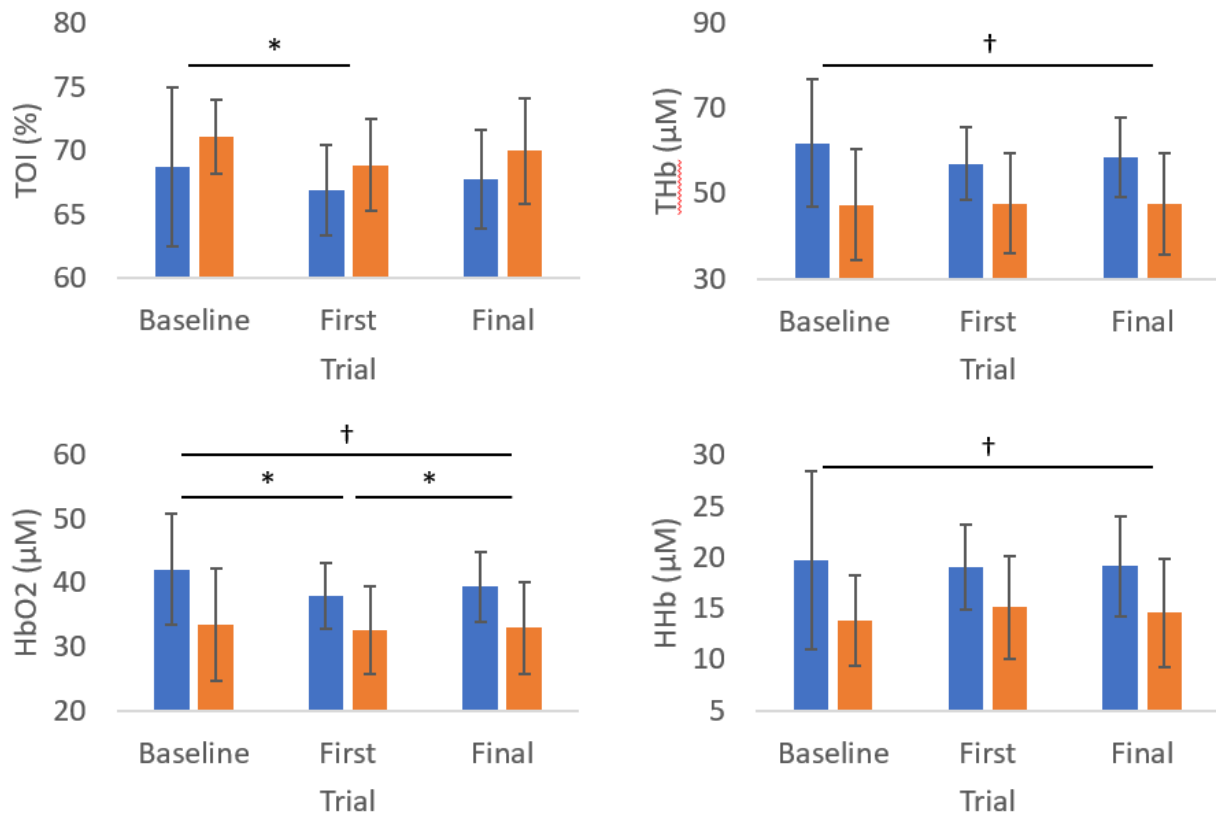 80
75
70
65
60
TOI (%)
*
Baseline First Final
Trial
90
70
50
30
THb (µM)
†
Baseline First Final
Trial
60
50
40
30
20
HbO2 (µM)
†
* *
Baseline First Final
Trial
30
25
20
15
10
5
HHb (µM)
†
Baseline First Final
Trial